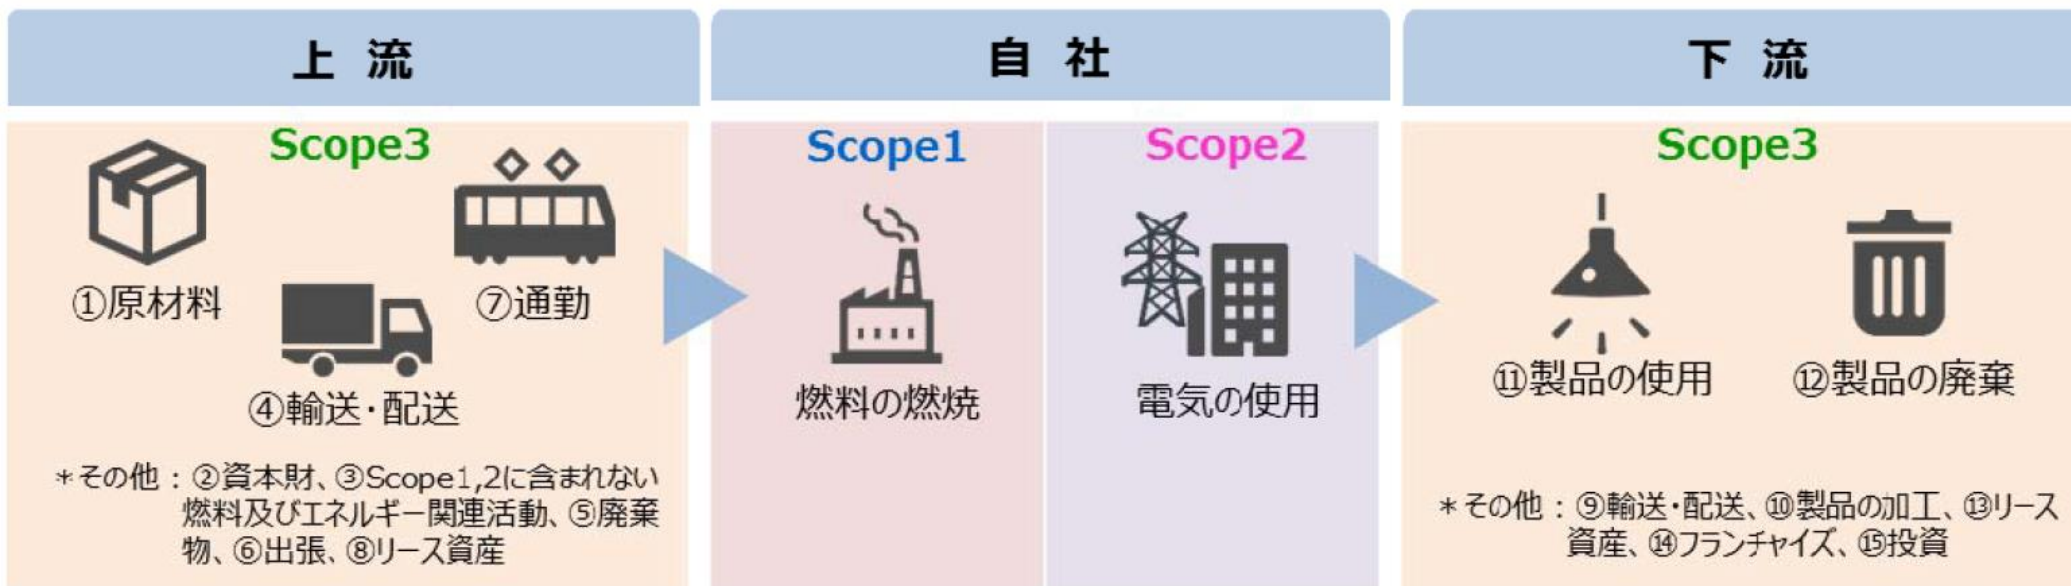 上 流
Scope3
①原材料
④輸送・配送
⑦通勤
*その他：②資本財、③Scope1,2に含まれない
燃料及びエネルギー関連活動、⑤廃棄
物、⑥出張、⑧リース資産
自 社
Scope1
燃料の燃焼
Scope2
電気の使用
下 流
Scope3
⑪製品の使用
⑫製品の廃棄
*その他：⑨輸送・配送、⑩製品の加工、⑬リース
資産、⑭フランチャイズ、⑮投資